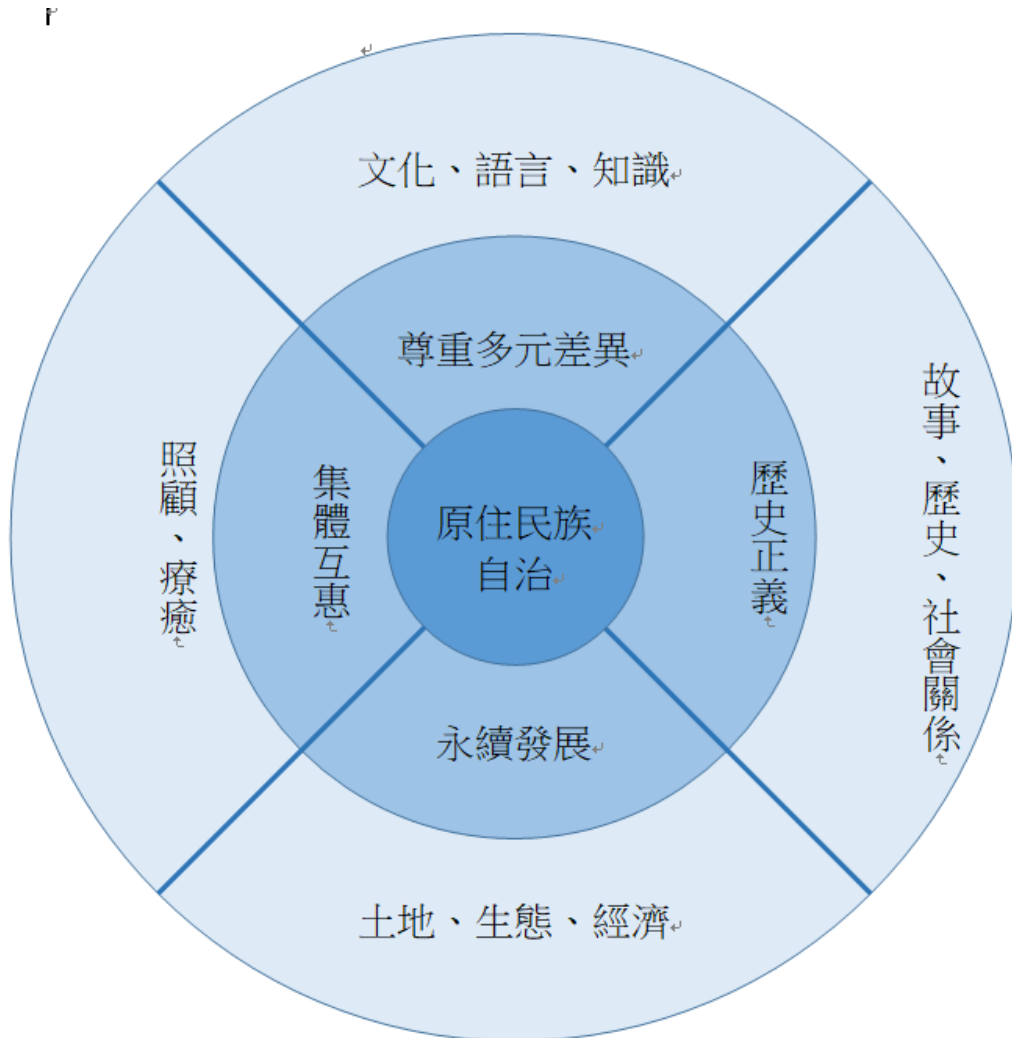 文化、語言、知識
尊重多元差異
照顧、療癒
集體互惠
原住民族
自治
歷史正義
故事、歷史、社會關係
永續發展
土地、生態、經濟